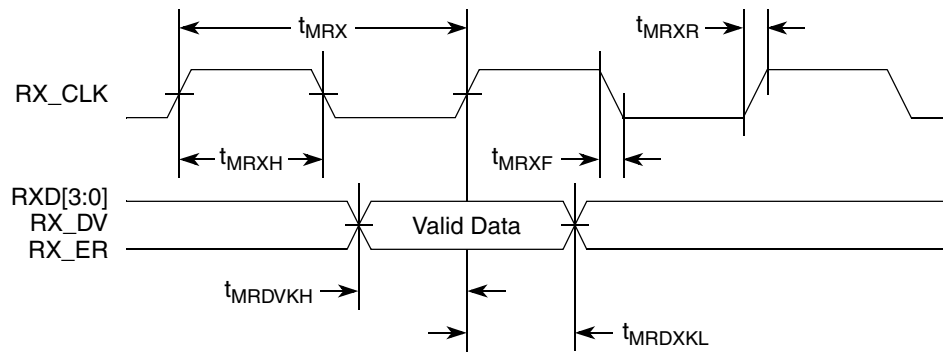 tMRX
tMRXR
RX_CLK
tMRXH
tMRXF
RXD[3:0]
RX_DV
RX_ER
Valid Data
tMRDVKH
tMRDXKL